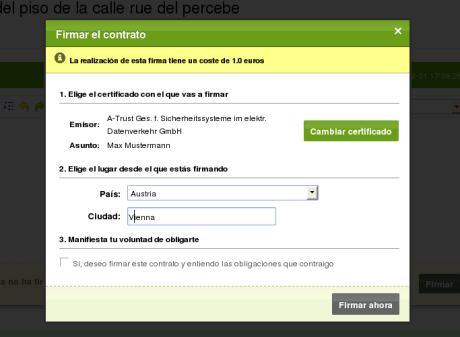 del piso de la calle rue del percebe
Firmar el contrato
La realización de esta firma tiene un coste de 1.0 euros
1. Elige el certificado con el que vas a firmar
Emisor: A-Trust Ges. f. Sicherheitssysteme im elektr.
Datenverkehr GmbH
Cambiar certificado
Asunto: Max Mustermann
2. Elige el lugar desde el que estás firmando
País: Austria
Ciudad: Vienna
3. Manifiesta tu voluntad de obligarte
Sí, deseo firmar este contrato y entiendo las obligaciones que contraigo
Firmar
Firmar ahora